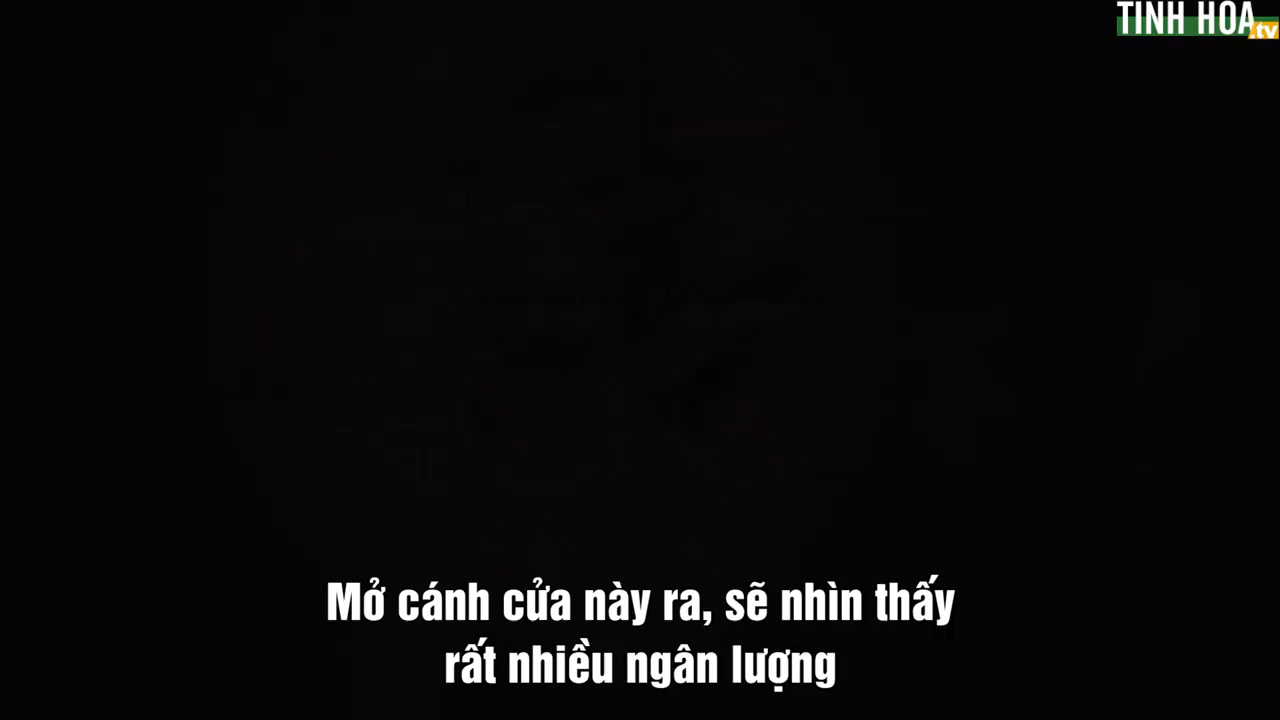 TINH HOA
.tv
Mở cánh cửa này ra, sẽ nhìn thấy
rất nhiều ngân lượng